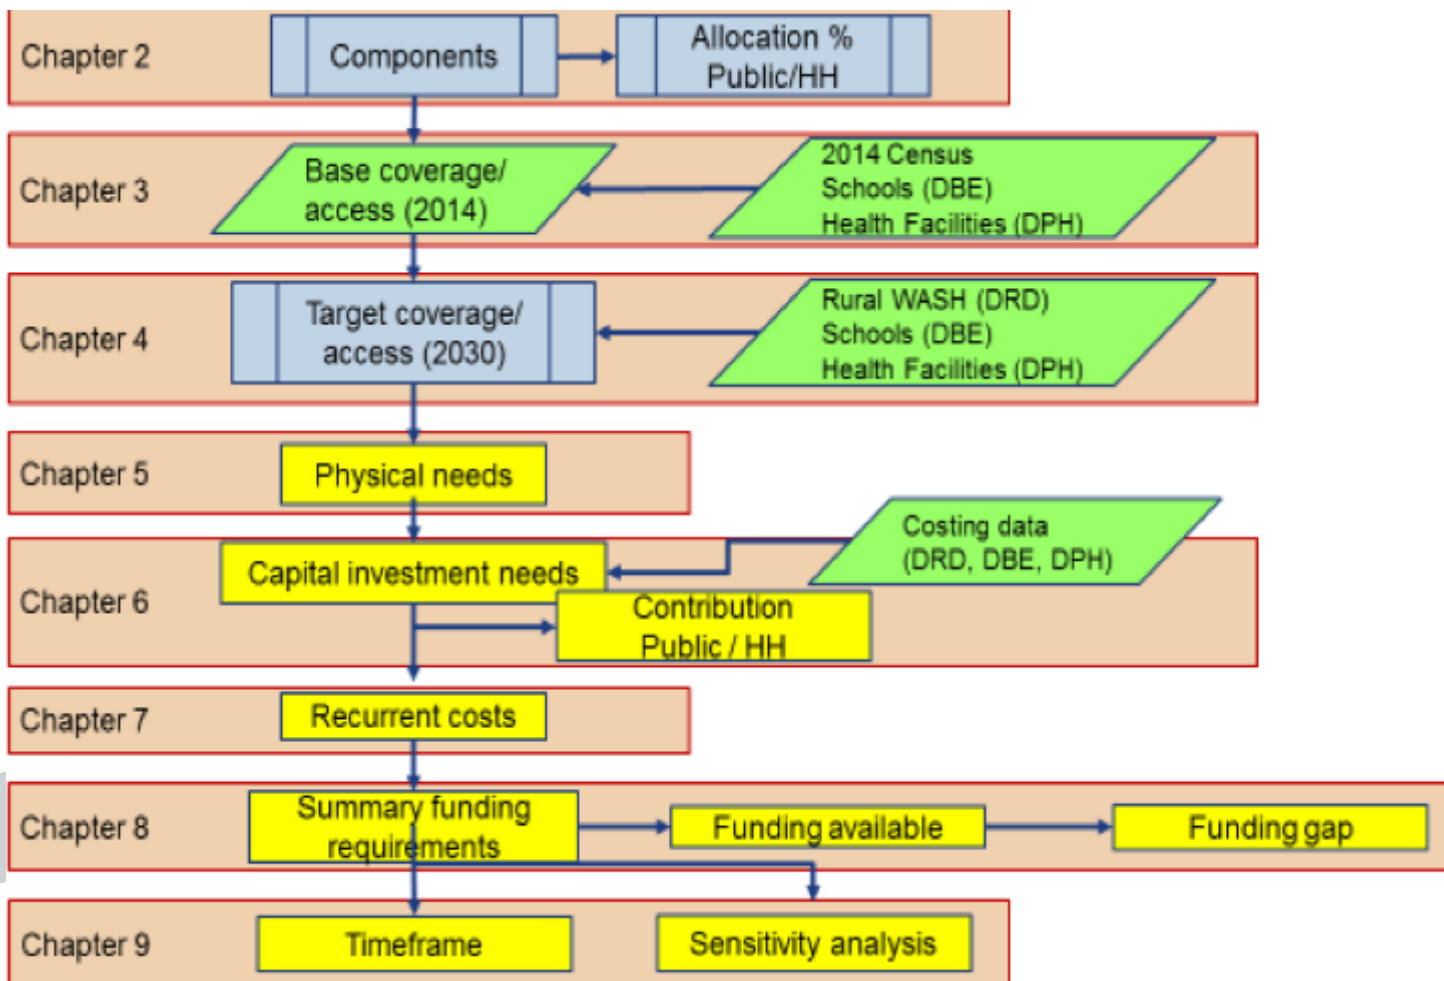 Chapter 2
Components
Allocation %
Public/HH
Chapter 3
Base coverage/
access (2014)
2014 Census
Schools (DBE)
Health Facilities (DPH)
Chapter 4
Target coverage/
access (2030)
Rural WASH (DRD)
Schools (DBE)
Health Facilities (DPH)
Chapter 5
Physical needs
Chapter 6
Capital investment needs
Costing data
(DRD, DBE, DPH)
Contribution
Public / HH
Chapter 7
Recurrent costs
Chapter 8
Summary funding
requirements
Funding available
Funding gap
Chapter 9
Timeframe
Sensitivity analysis